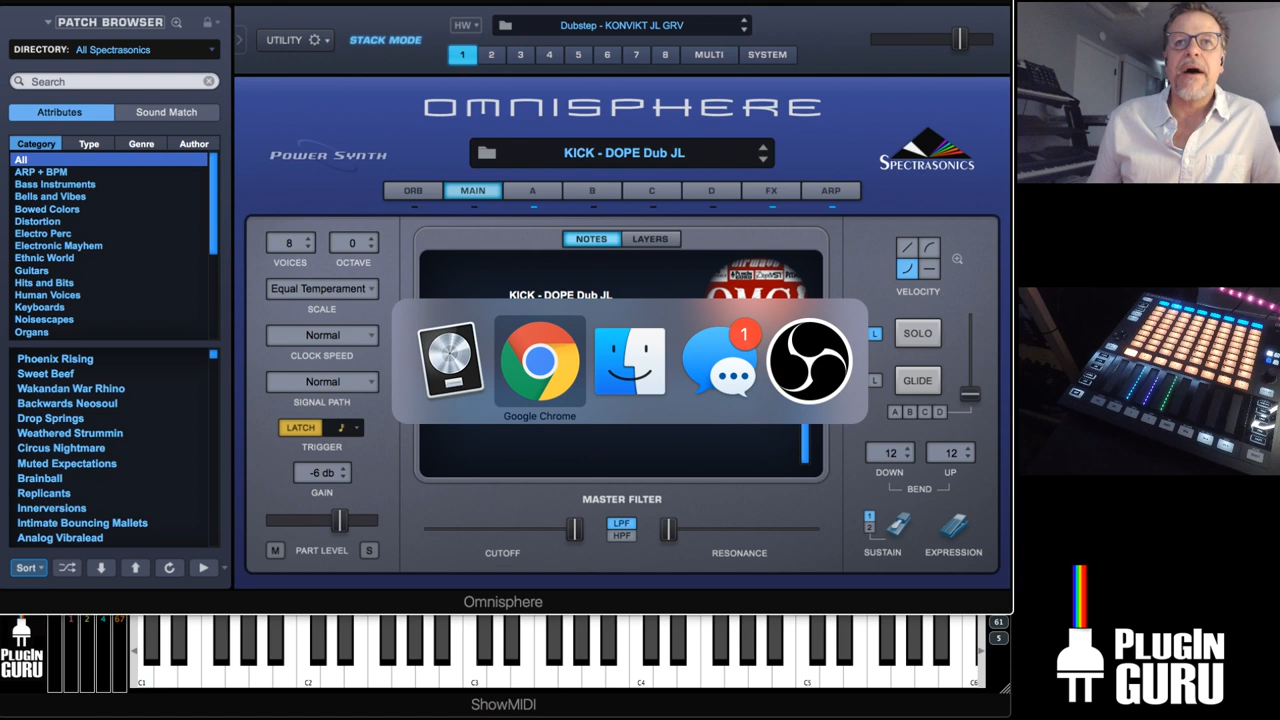 PATCH BROWSER
DIRECTORY: All Spectrasonics
Search
Attributes Sound Match
Category Type Genre Author
All
ARP + BPM
Bass Instruments
Bells and Vibes
Bowed Colors
Distortion
Electro Perc
Electronic Mayhem
Ethnic World
Guitars
Hits and Bits
Human Voices
Keyboards
Noisescapes
Organs
Phoenix Rising
Sweet Beef
Wakandan War Rhino
Backwards Neosoul
Drop Springs
Weathered Strummin
Circus Nightmare
Muted Expectations
Brainball
Replicants
Innerversions
Intimate Bouncing Mallets
Analog Vibralead
Sort
UTILITY STACK MODE
HW Dubstep - KONVIKT JL GRV
1 2 3 4 5 6 7 8 MULTI SYSTEM
OMNISPHERE
POWER SYNTH
KICK - DOPE Dub JL
SPECTRASONICS
ORB MAIN A B C D FX ARP
8 0
VOICES OCTAVE
Equal Temperament
SCALE
Normal
CLOCK SPEED
Normal
SIGNAL PATH
LATCH
TRIGGER
-6 db
GAIN
M PART LEVEL S
NOTES LAYERS
KICK - DOPE Dub JL
OMG
1
Google Chrome
MASTER FILTER
CUTOFF LPF HPF RESONANCE
VELOCITY
L SOLO
L GLIDE
A B C D
12 12
DOWN UP
BEND
1 2
SUSTAIN EXPRESSION
Omnisphere
1 2 4 67
PLUGIN
GURU
C1 C2 C3 C4 C5 C6
61
5
ShowMIDI
PLUGIN
GURU